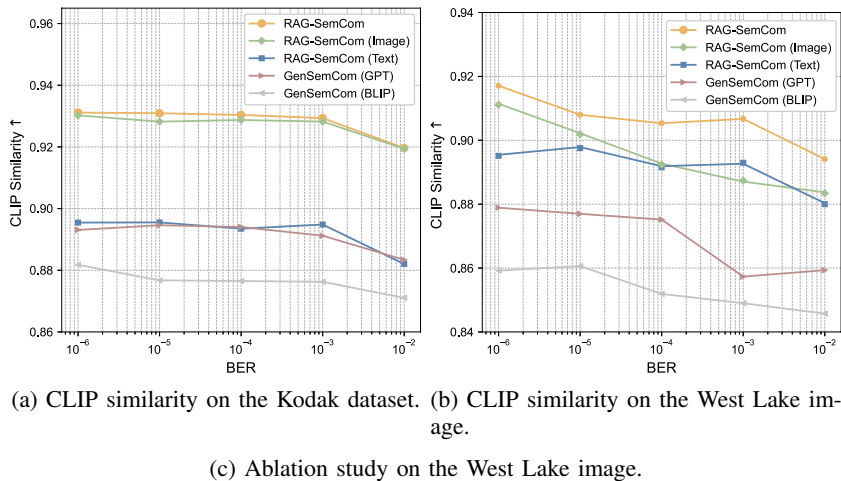 0.96
0.94
0.92
0.90
0.88
0.86
CLIP Similarity ↑
RAG-SemCom
RAG-SemCom (Image)
RAG-SemCom (Text)
GenSemCom (GPT)
GenSemCom (BLIP)
10⁻⁶ 10⁻⁵ 10⁻⁴ 10⁻³ 10⁻²
BER
0.94
0.92
0.90
0.88
0.86
0.84
CLIP Similarity ↑
RAG-SemCom
RAG-SemCom (Image)
RAG-SemCom (Text)
GenSemCom (GPT)
GenSemCom (BLIP)
10⁻⁶ 10⁻⁵ 10⁻⁴ 10⁻³ 10⁻²
BER
(a) CLIP similarity on the Kodak dataset.
(b) CLIP similarity on the West Lake im-
age.
(c) Ablation study on the West Lake image.